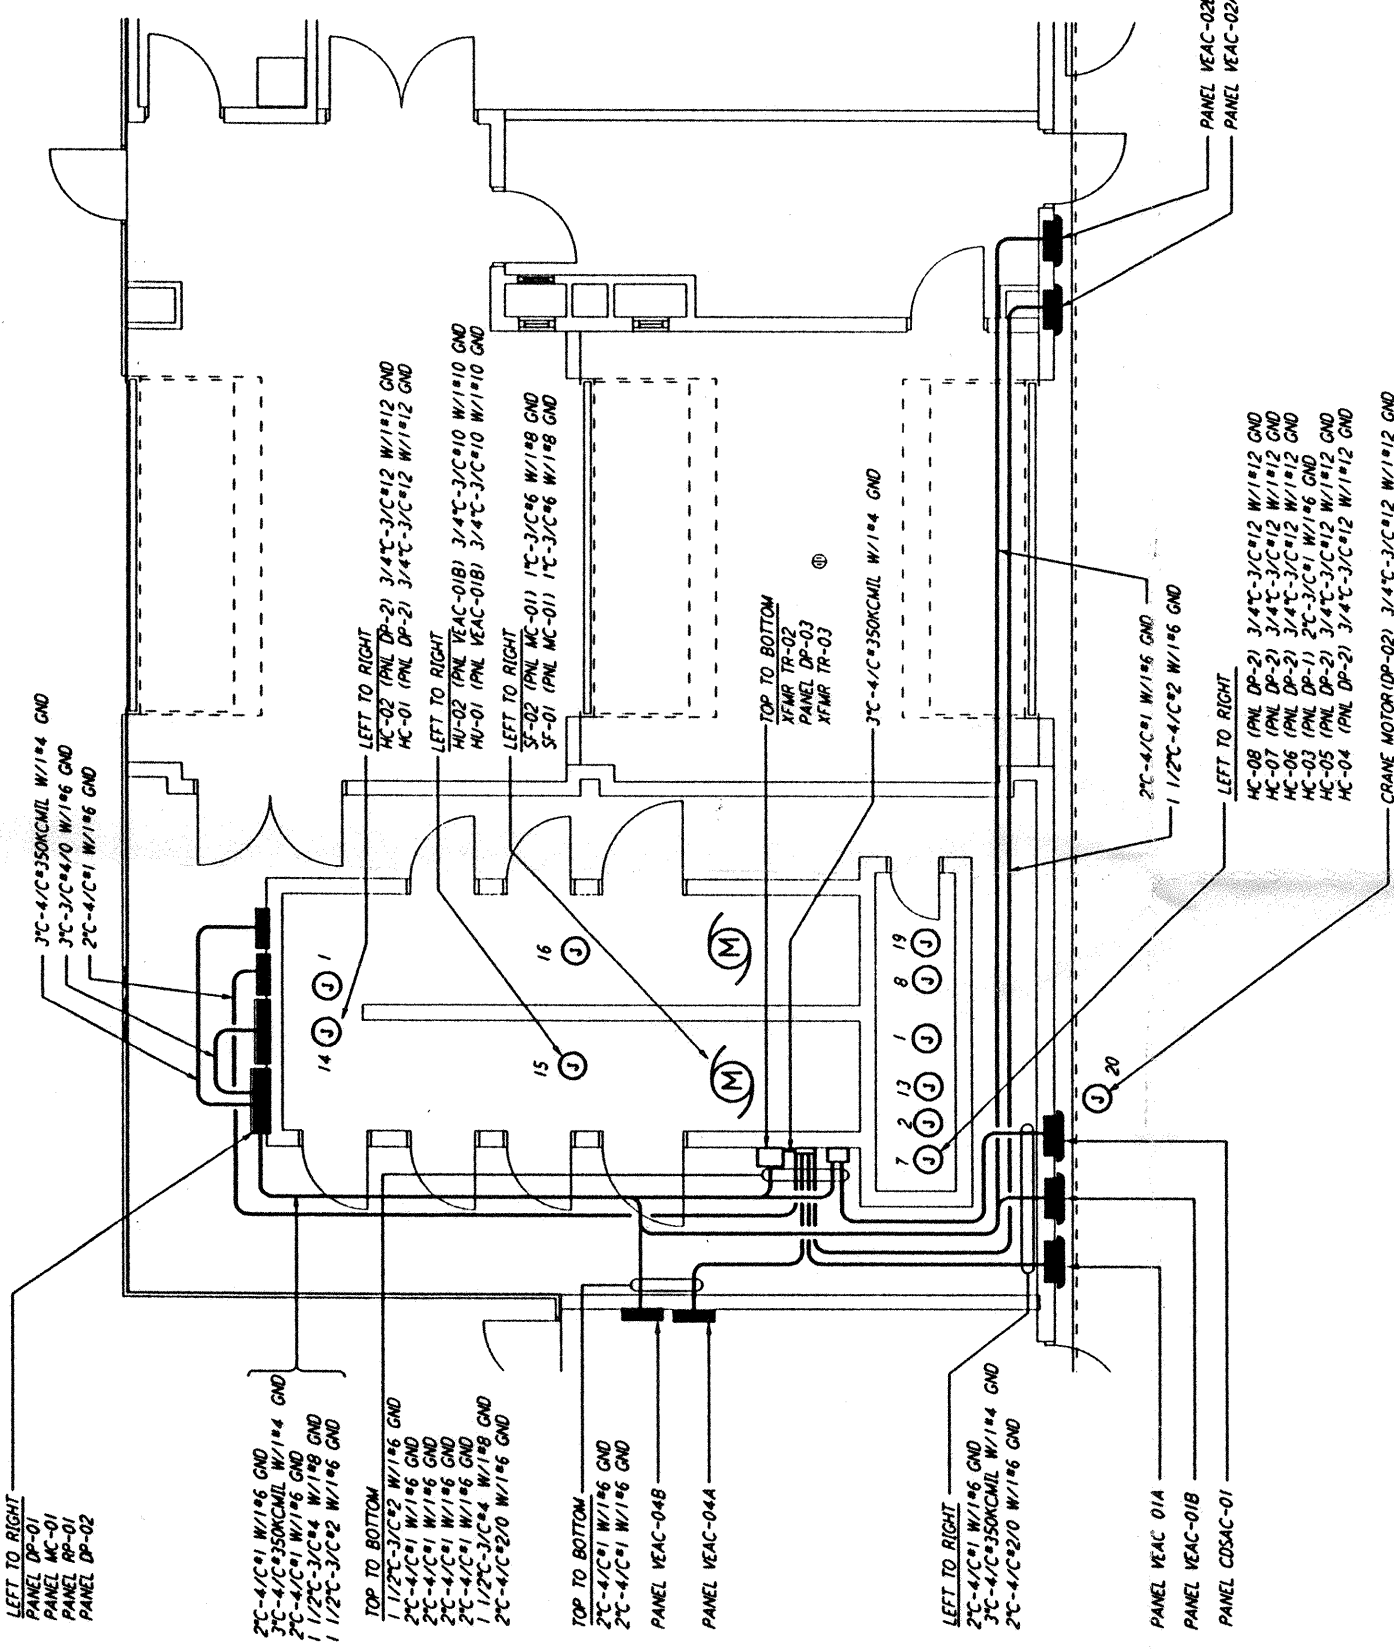 LEFT TO RIGHT
PANEL DP-01
PANEL MC-01
PANEL RP-01
PANEL DP-02
2"C-4/C#1 W/1#6 GND
3"C-4/C#350KCMIL W/1#4 GND
2"C-4/C#1 W/1#6 GND
1 1/2"C-3/C#4 W/1#8 GND
1 1/2"C-3/C#2 W/1#6 GND
TOP TO BOTTOM
1 1/2"C-3/C#2 W/1#6 GND
2"C-4/C#1 W/1#6 GND
2"C-4/C#1 W/1#6 GND
2"C-4/C#1 W/1#6 GND
2"C-4/C#1 W/1#6 GND
1 1/2"C-3/C#4 W/1#8 GND
2"C-4/C#2/0 W/1#6 GND
TOP TO BOTTOM
2"C-4/C#1 W/1#6 GND
2"C-4/C#1 W/1#6 GND
PANEL VEAC-04B
PANEL VEAC-04A
LEFT TO RIGHT
2"C-4/C#1 W/1#6 GND
3"C-4/C#350KCMIL W/1#4 GND
2"C-4/C#2/0 W/1#6 GND
PANEL VEAC 01A
PANEL VEAC-01B
PANEL CDSAC-01
3"C-4/C#350KCMIL W/1#4 GND
3"C-3/C#4/0 W/1#6 GND
2"C-4/C#1 W/1#6 GND
14 J
J 1
15 J
16 J
M
M
7 J
2 J
13 J
1 J
8 J
19 J
J 20
LEFT TO RIGHT
HC-02 (PNL DP-2) 3/4"C-3/C#12 W/1#12 GND
HC-01 (PNL DP-2) 3/4"C-3/C#12 W/1#12 GND
LEFT TO RIGHT
HU-02 (PNL VEAC-01B) 3/4"C-3/C#10 W/1#10 GND
HU-01 (PNL VEAC-01B) 3/4"C-3/C#10 W/1#10 GND
LEFT TO RIGHT
SF-02 (PNL MC-01) 1"C-3/C#6 W/1#8 GND
SF-01 (PNL MC-01) 1"C-3/C#6 W/1#8 GND
TOP TO BOTTOM
XFMR TR-02
PANEL DP-03
XFMR TR-03
3"C-4/C#350KCMIL W/1#4 GND
2"C-4/C#1 W/1#6 GND
1 1/2"C-4/C#2 W/1#6 GND
LEFT TO RIGHT
HC-08 (PNL DP-2) 3/4"C-3/C#12 W/1#12 GND
HC-07 (PNL DP-2) 3/4"C-3/C#12 W/1#12 GND
HC-06 (PNL DP-2) 3/4"C-3/C#12 W/1#12 GND
HC-03 (PNL DP-1) 2"C-3/C#1 W/1#6 GND
HC-05 (PNL DP-2) 3/4"C-3/C#12 W/1#12 GND
HC-04 (PNL DP-2) 3/4"C-3/C#12 W/1#12 GND
CRANE MOTOR(DP-02) 3/4"C-3/C#12 W/1#12 GND
PANEL
PANEL